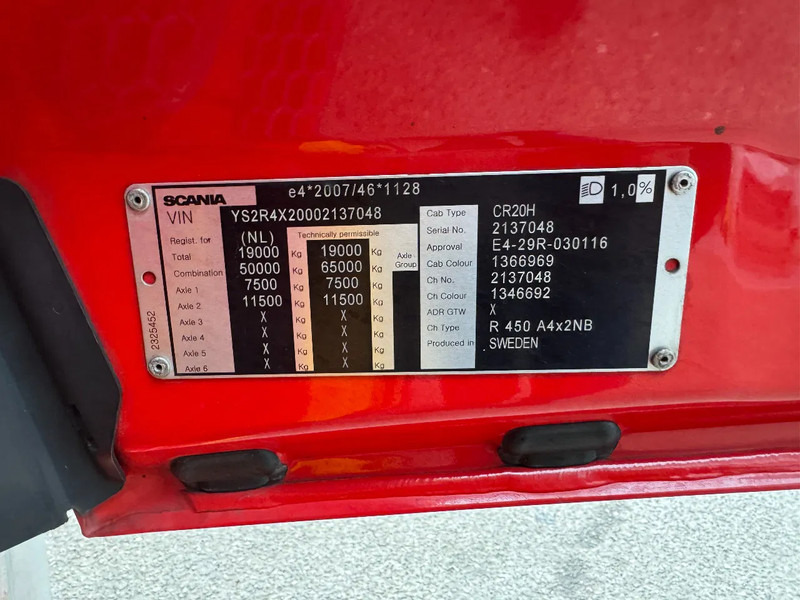 SCANIA e4*2007/46*1128 1,0%
VIN YS2R4X20002137048
Regist. for (NL) Technically permissible
Total 19000 Kg 19000 Kg Axle Group
Combination 50000 Kg 65000 Kg
Axle 1 7500 Kg 7500 Kg
Axle 2 11500 Kg 11500 Kg
Axle 3 X Kg X Kg
Axle 4 X Kg X Kg
Axle 5 X Kg X Kg
Axle 6 X Kg X Kg
Cab Type CR20H
Serial No. 2137048
Approval E4-29R-030116
Cab Colour 1366969
Ch No. 2137048
Ch Colour 1346692
ADR GTW X
Ch Type R 450 A4x2NB
Produced in SWEDEN
2325452